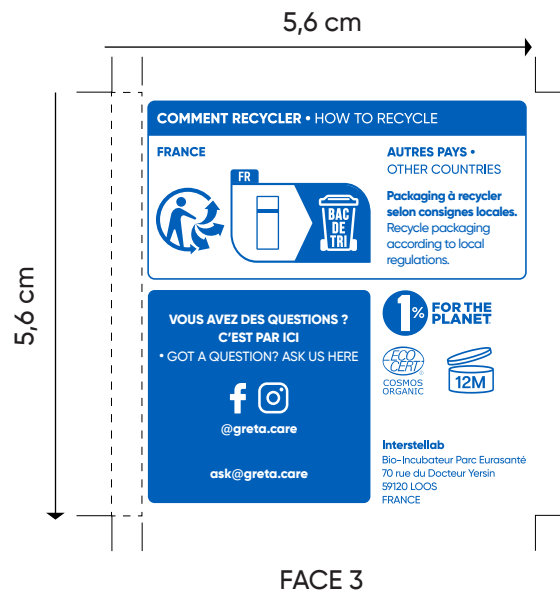 5,6 cm
5,6 cm
COMMENT RECYCLER • HOW TO RECYCLE
FRANCE
FR
BAC
DE
TRI
AUTRES PAYS •
OTHER COUNTRIES
Packaging à recycler
selon consignes locales.
Recycle packaging
according to local
regulations.
VOUS AVEZ DES QUESTIONS ?
C'EST PAR ICI
• GOT A QUESTION? ASK US HERE
@greta.care
ask@greta.care
1% FOR THE
PLANET
ECO
CERT
COSMOS
ORGANIC
12M
Interstellab
Bio-Incubateur Parc Eurasanté
70 rue du Docteur Yersin
59120 LOOS
FRANCE
FACE 3